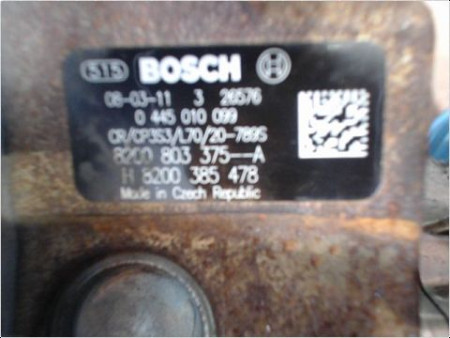 515 BOSCH
08-03-11 3 26576
0 445 010 099
CR/CP3S3/L70/20-789S
8200 803 375--A
H 8200 385 478
Made in Czech Republic